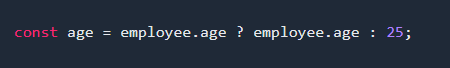 const age = employee.age ? employee.age : 25;